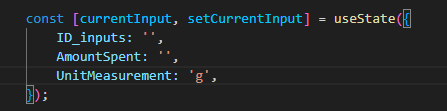 const [currentInput, setCurrentInput] = useState({
    ID_inputs: '',
    AmountSpent: '',
    UnitMeasurement: 'g',
});